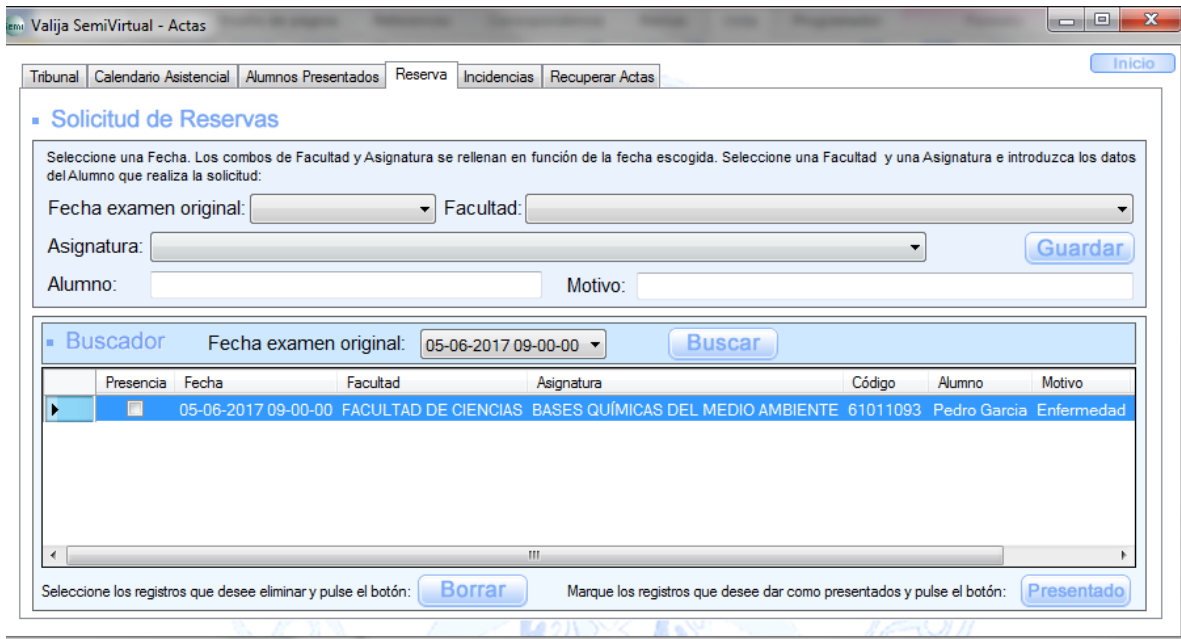 Valija SemiVirtual - Actas
Inicio
Tribunal Calendario Asistencial Alumnos Presentados Reserva Incidencias Recuperar Actas
Solicitud de Reservas
Seleccione una Fecha. Los combos de Facultad y Asignatura se rellenan en función de la fecha escogida. Seleccione una Facultad y una Asignatura e introduzca los datos
del Alumno que realiza la solicitud:
Fecha examen original: Facultad:
Asignatura: Guardar
Alumno: Motivo:
Buscador Fecha examen original: 05-06-2017 09-00-00 Buscar
Presencia Fecha Facultad Asignatura Código Alumno Motivo
05-06-2017 09-00-00 FACULTAD DE CIENCIAS BASES QUÍMICAS DEL MEDIO AMBIENTE 61011093 Pedro Garcia Enfermedad
Seleccione los registros que desee eliminar y pulse el botón: Borrar Marque los registros que desee dar como presentados y pulse el botón: Presentado